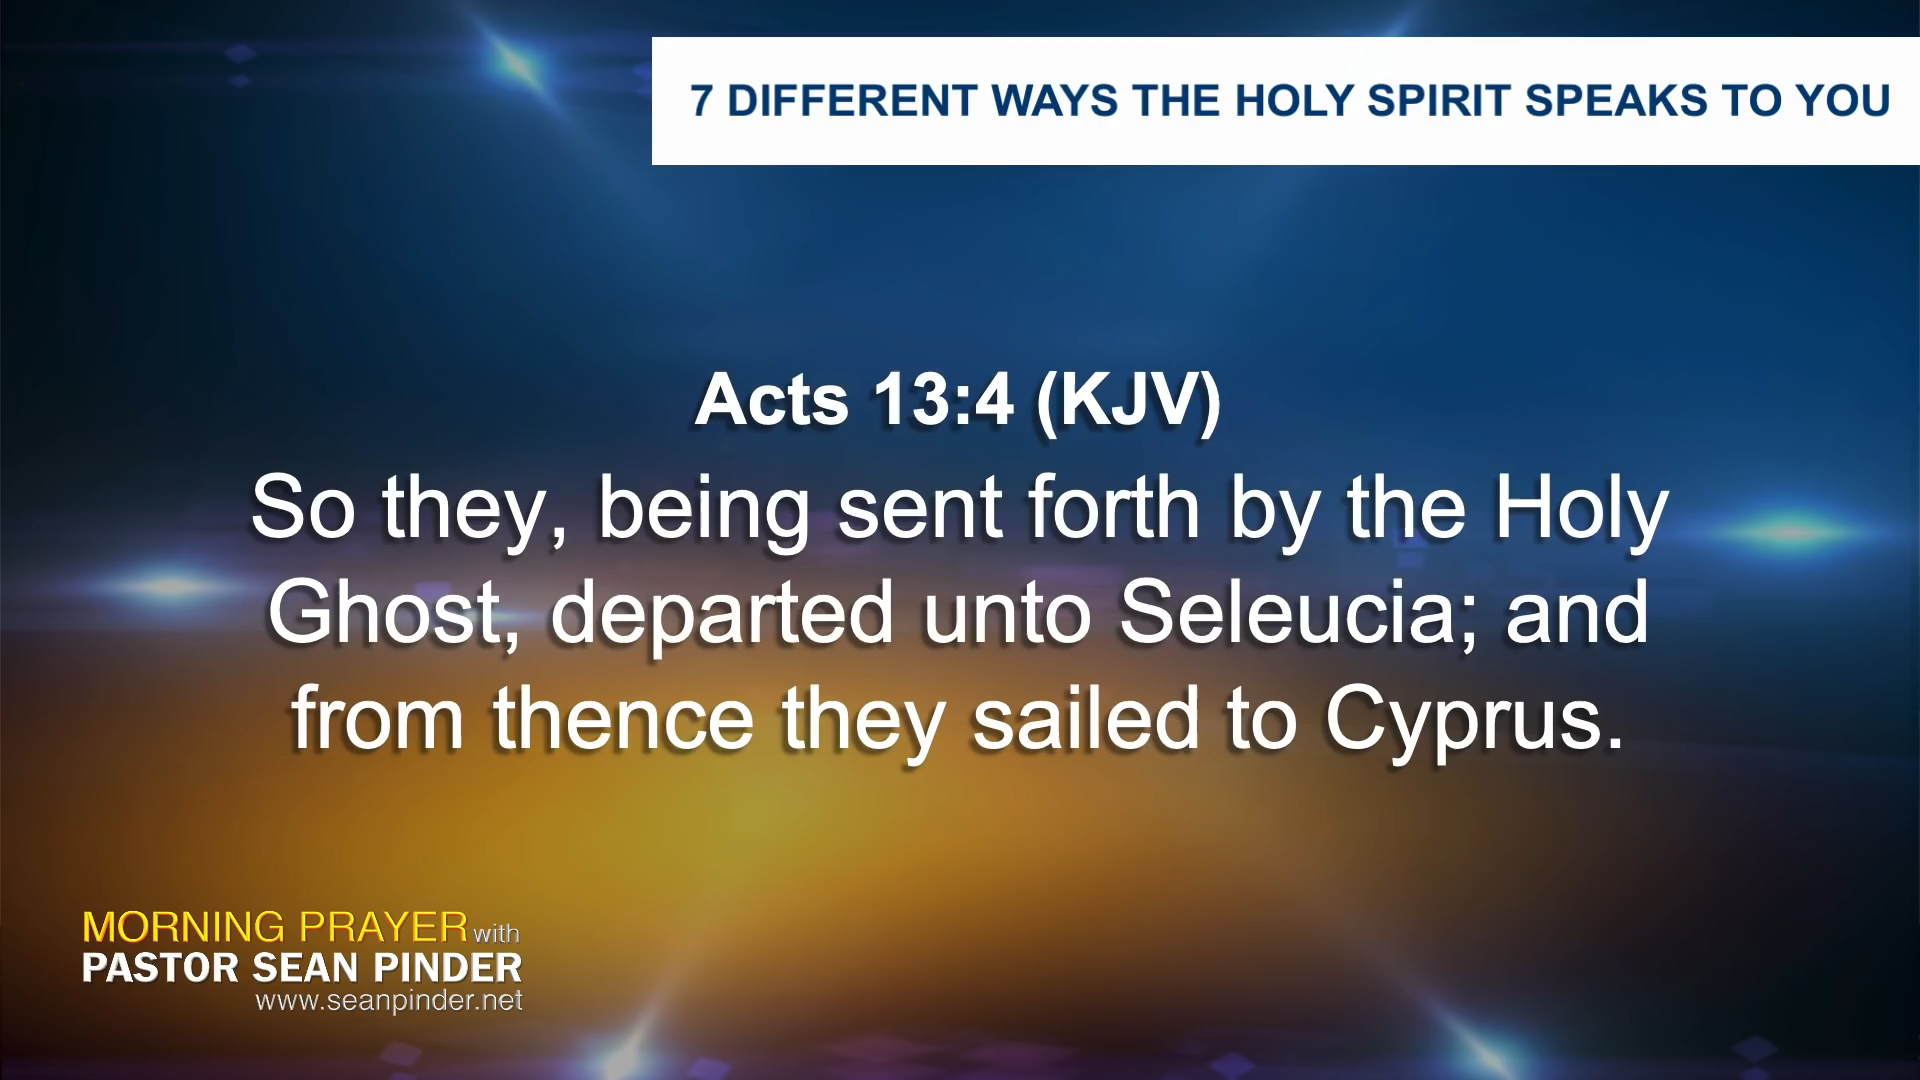 7 DIFFERENT WAYS THE HOLY SPIRIT SPEAKS TO YOU
Acts 13:4 (KJV)
So they, being sent forth by the Holy
Ghost, departed unto Seleucia; and
from thence they sailed to Cyprus.
MORNING PRAYER with
PASTOR SEAN PINDER
www.seanpinder.net